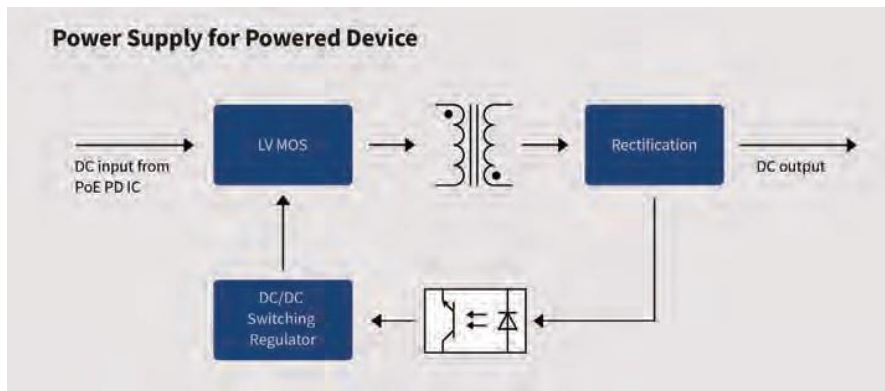 Power Supply for Powered Device
LV MOS
Rectification
DC input from
PoE PD IC
DC output
DC/DC
Switching
Regulator